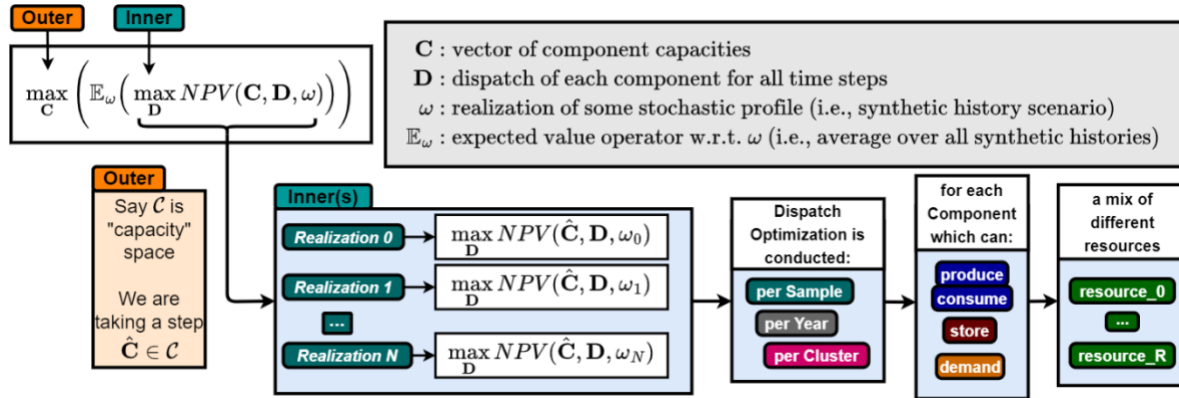 Outer
Inner
max_C ( 𝔼_ω ( max_D NPV(C, D, ω) ) )
C : vector of component capacities
D : dispatch of each component for all time steps
ω : realization of some stochastic profile (i.e., synthetic history scenario)
𝔼_ω : expected value operator w.r.t. ω (i.e., average over all synthetic histories)
Outer
Say 𝒞 is
"capacity"
space
We are
taking a step
Ĉ ∈ 𝒞
Inner(s)
Realization 0
max_D NPV(Ĉ, D, ω₀)
Realization 1
max_D NPV(Ĉ, D, ω₁)
...
Realization N
max_D NPV(Ĉ, D, ω_N)
Dispatch
Optimization is
conducted:
per Sample
per Year
per Cluster
for each
Component
which can:
produce
consume
store
demand
a mix of
different
resources
resource_0
...
resource_R